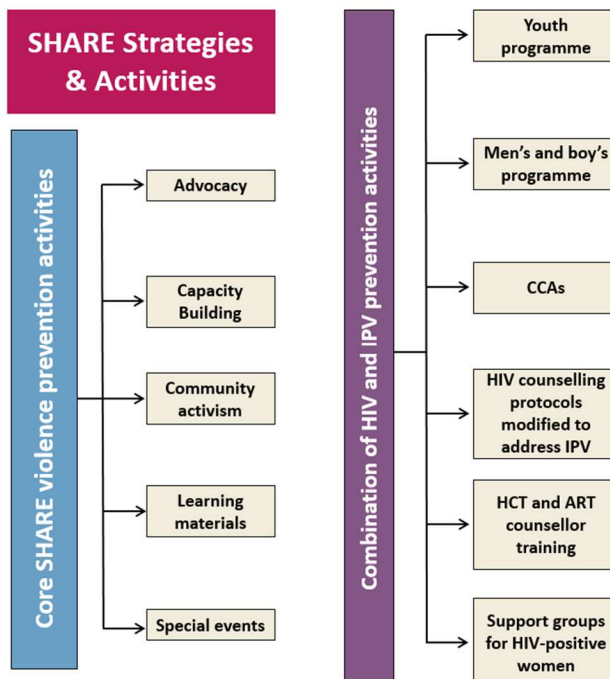 SHARE Strategies
& Activities
Core SHARE violence prevention activities
Advocacy
Capacity
Building
Community
activism
Learning
materials
Special events
Combination of HIV and IPV prevention activities
Youth
programme
Men's and boy's
programme
CCAs
HIV counselling
protocols
modified to
address IPV
HCT and ART
counsellor
training
Support groups
for HIV-positive
women